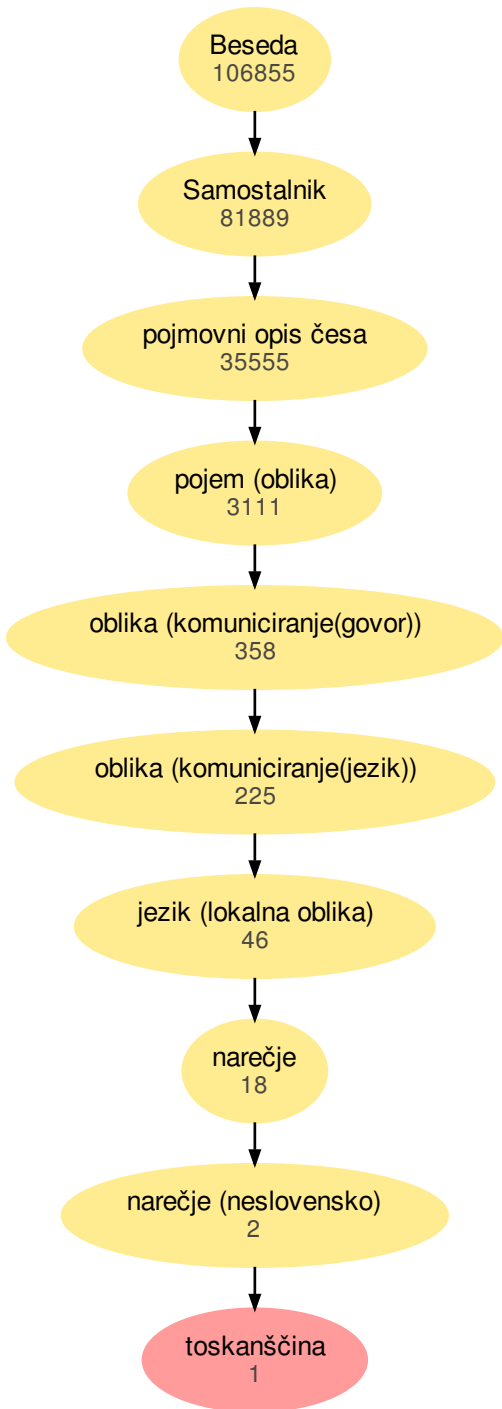 Beseda
106855
Samostalnik
81889
pojmovni opis česa
35555
pojem (oblika)
3111
oblika (komuniciranje(govor))
358
oblika (komuniciranje(jezik))
225
jezik (lokalna oblika)
46
narečje
18
narečje (neslovensko)
2
toskanščina
1